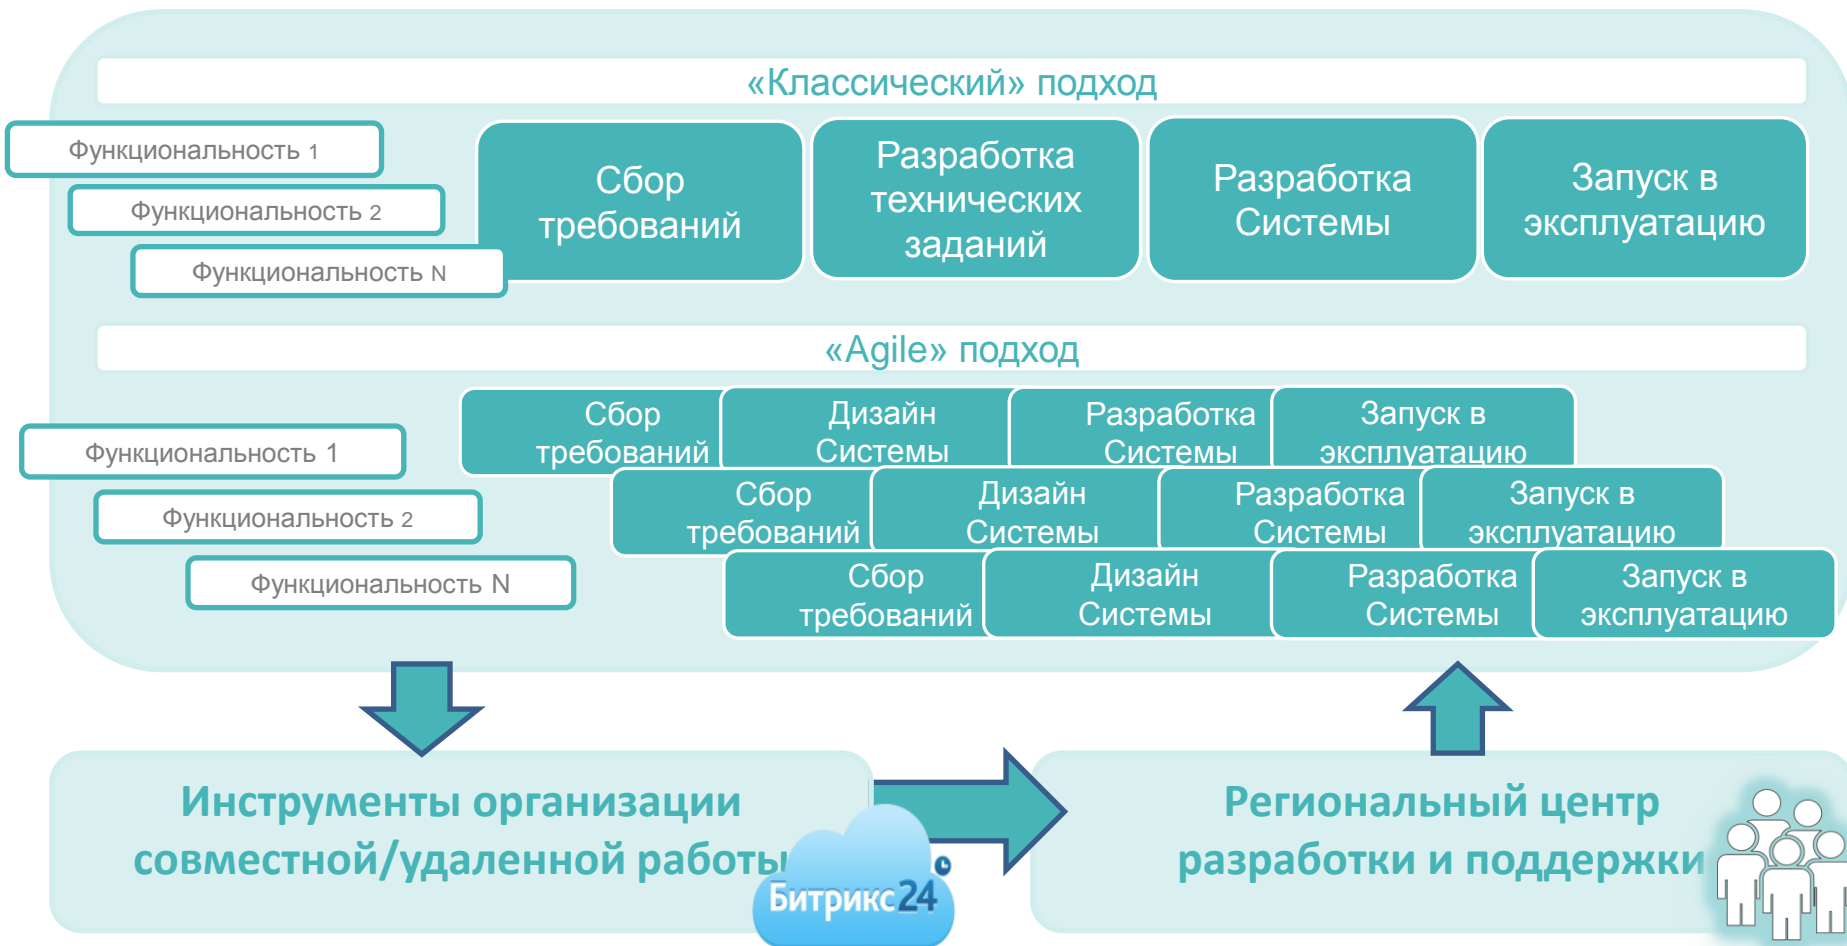 «Классический» подход
Функциональность 1
Функциональность 2
Функциональность N
Сбор
требований
Разработка
технических
заданий
Разработка
Системы
Запуск в
эксплуатацию
«Agile» подход
Функциональность 1
Функциональность 2
Функциональность N
Сбор
требований
Дизайн
Системы
Разработка
Системы
Запуск в
эксплуатацию
Сбор
требований
Дизайн
Системы
Разработка
Системы
Запуск в
эксплуатацию
Сбор
требований
Дизайн
Системы
Разработка
Системы
Запуск в
эксплуатацию
Инструменты организации
совместной/удаленной работы
Битрикс24
Региональный центр
разработки и поддержки